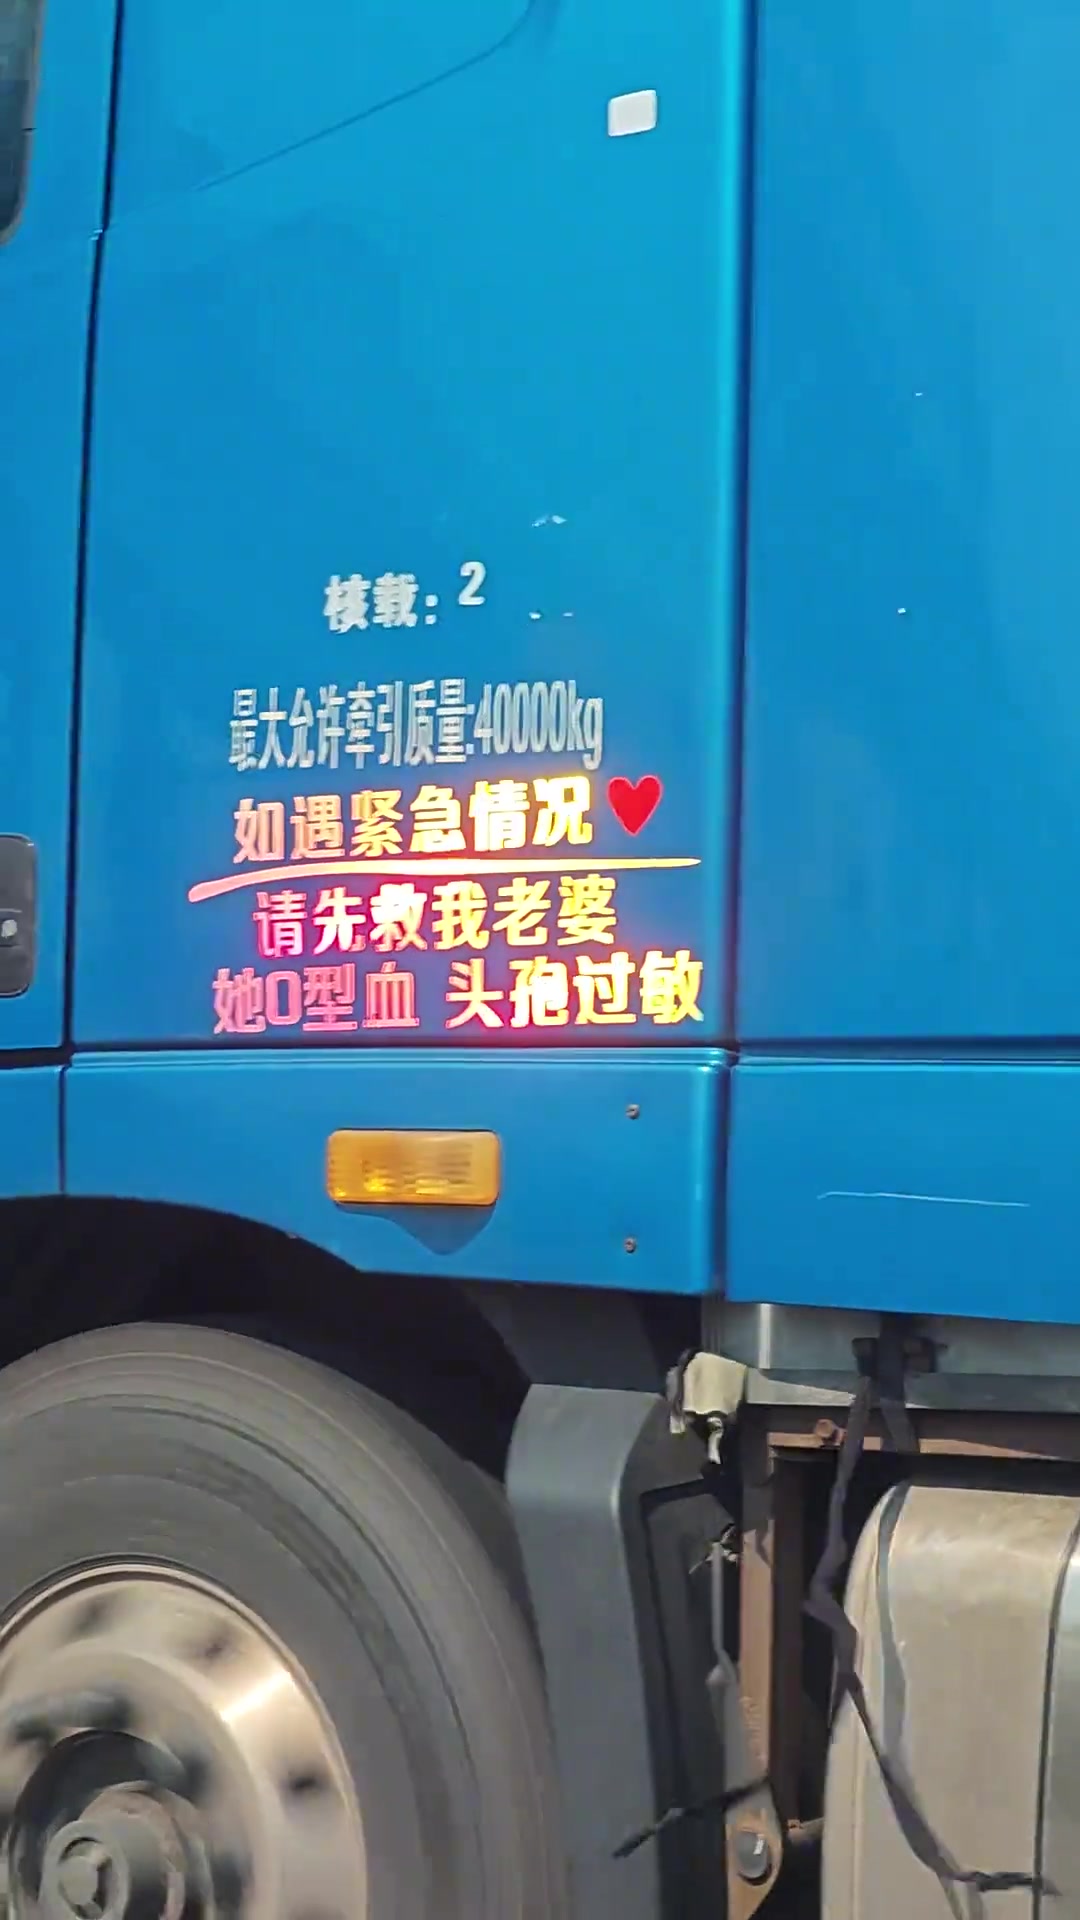 核载：2
最大允许牵引质量:40000kg
如遇紧急情况
请先救我老婆
她O型血 头孢过敏